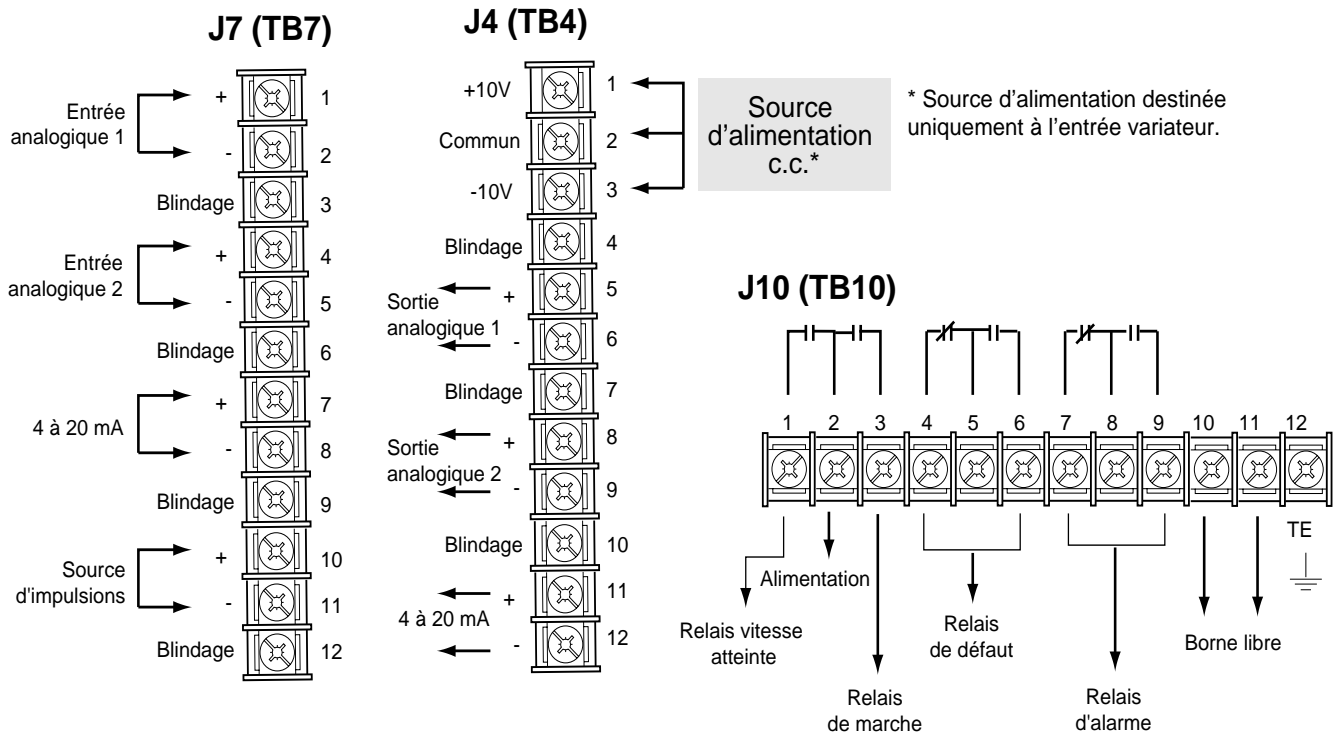 J7 (TB7)
Entrée
analogique 1
+ 1
- 2
Blindage 3
Entrée
analogique 2
+ 4
- 5
Blindage 6
4 à 20 mA
+ 7
- 8
Blindage 9
Source
d'impulsions
+ 10
- 11
Blindage 12
J4 (TB4)
+10V 1
Commun 2
-10V 3
Blindage 4
Sortie
analogique 1
+ 5
- 6
Blindage 7
Sortie
analogique 2
+ 8
- 9
Blindage 10
4 à 20 mA
+ 11
- 12
Source
d'alimentation
c.c.*
* Source d'alimentation destinée
uniquement à l'entrée variateur.
J10 (TB10)
1 2 3 4 5 6 7 8 9 10 11 12
TE
Alimentation
Relais vitesse
atteinte
Relais
de marche
Relais
de défaut
Relais
d'alarme
Borne libre